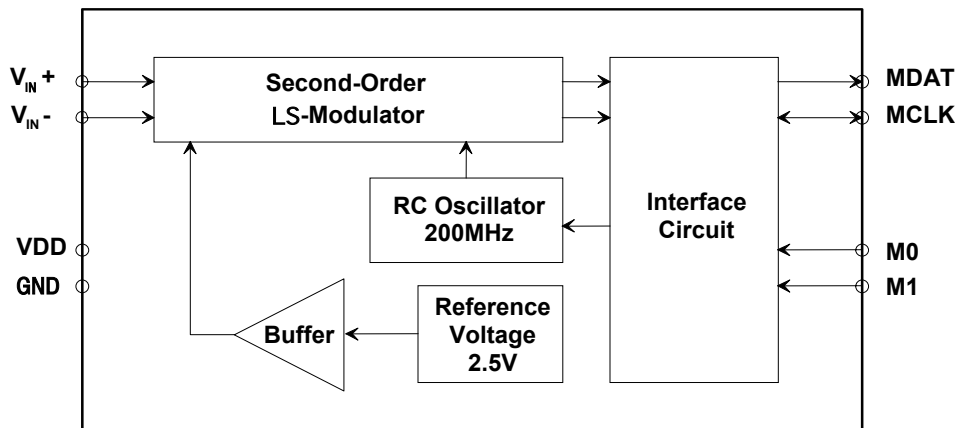 VIN +
VIN -
VDD
GND
Second-Order
LS-Modulator
RC Oscillator
200MHz
Buffer
Reference
Voltage
2.5V
Interface
Circuit
MDAT
MCLK
M0
M1